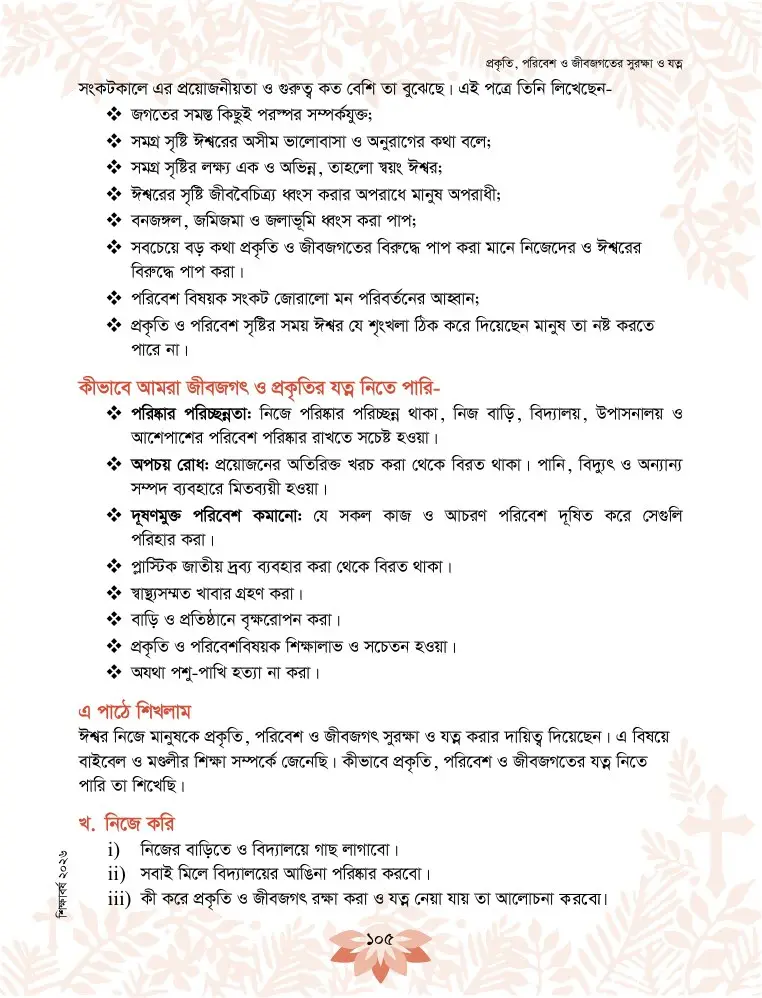 প্রকৃতি, পরিবেশ ও জীবজগতের সুরক্ষা ও যত্ন
সংকটকালে এর প্রয়োজনীয়তা ও গুরুত্ব কত বেশি তা বুঝেছে। এই পত্রে তিনি লিখেছেন-
❖ জগতের সমস্ত কিছুই পরস্পর সম্পর্কযুক্ত;
❖ সমগ্র সৃষ্টি ঈশ্বরের অসীম ভালোবাসা ও অনুরাগের কথা বলে;
❖ সমগ্র সৃষ্টির লক্ষ্য এক ও অভিন্ন, তাহলো স্বয়ং ঈশ্বর;
❖ ঈশ্বরের সৃষ্টি জীববৈচিত্র্য ধ্বংস করার অপরাধে মানুষ অপরাধী;
❖ বনজঙ্গল, জমিজমা ও জলাভূমি ধ্বংস করা পাপ;
❖ সবচেয়ে বড় কথা প্রকৃতি ও জীবজগতের বিরুদ্ধে পাপ করা মানে নিজেদের ও ঈশ্বরের
বিরুদ্ধে পাপ করা।
❖ পরিবেশ বিষয়ক সংকট জোরালো মন পরিবর্তনের আহ্বান;
❖ প্রকৃতি ও পরিবেশ সৃষ্টির সময় ঈশ্বর যে শৃংখলা ঠিক করে দিয়েছেন মানুষ তা নষ্ট করতে
পারে না।
কীভাবে আমরা জীবজগৎ ও প্রকৃতির যত্ন নিতে পারি-
❖ পরিষ্কার পরিচ্ছন্নতা: নিজে পরিষ্কার পরিচ্ছন্ন থাকা, নিজ বাড়ি, বিদ্যালয়, উপাসনালয় ও
আশেপাশের পরিবেশ পরিষ্কার রাখতে সচেষ্ট হওয়া।
❖ অপচয় রোধ: প্রয়োজনের অতিরিক্ত খরচ করা থেকে বিরত থাকা। পানি, বিদ্যুৎ ও অন্যান্য
সম্পদ ব্যবহারে মিতব্যয়ী হওয়া।
❖ দূষণমুক্ত পরিবেশ কমানো: যে সকল কাজ ও আচরণ পরিবেশ দূষিত করে সেগুলি
পরিহার করা।
❖ প্লাস্টিক জাতীয় দ্রব্য ব্যবহার করা থেকে বিরত থাকা।
❖ স্বাস্থ্যসম্মত খাবার গ্রহণ করা।
❖ বাড়ি ও প্রতিষ্ঠানে বৃক্ষরোপন করা।
❖ প্রকৃতি ও পরিবেশবিষয়ক শিক্ষালাভ ও সচেতন হওয়া।
❖ অযথা পশু-পাখি হত্যা না করা।
এ পাঠে শিখলাম
ঈশ্বর নিজে মানুষকে প্রকৃতি, পরিবেশ ও জীবজগৎ সুরক্ষা ও যত্ন করার দায়িত্ব দিয়েছেন। এ বিষয়ে
বাইবেল ও মণ্ডলীর শিক্ষা সম্পর্কে জেনেছি। কীভাবে প্রকৃতি, পরিবেশ ও জীবজগতের যত্ন নিতে
পারি তা শিখেছি।
খ. নিজে করি
i) নিজের বাড়িতে ও বিদ্যালয়ে গাছ লাগাবো।
ii) সবাই মিলে বিদ্যালয়ের আঙিনা পরিষ্কার করবো।
iii) কী করে প্রকৃতি ও জীবজগৎ রক্ষা করা ও যত্ন নেয়া যায় তা আলোচনা করবো।
শিক্ষাবর্ষ ২০২৬
১০৫